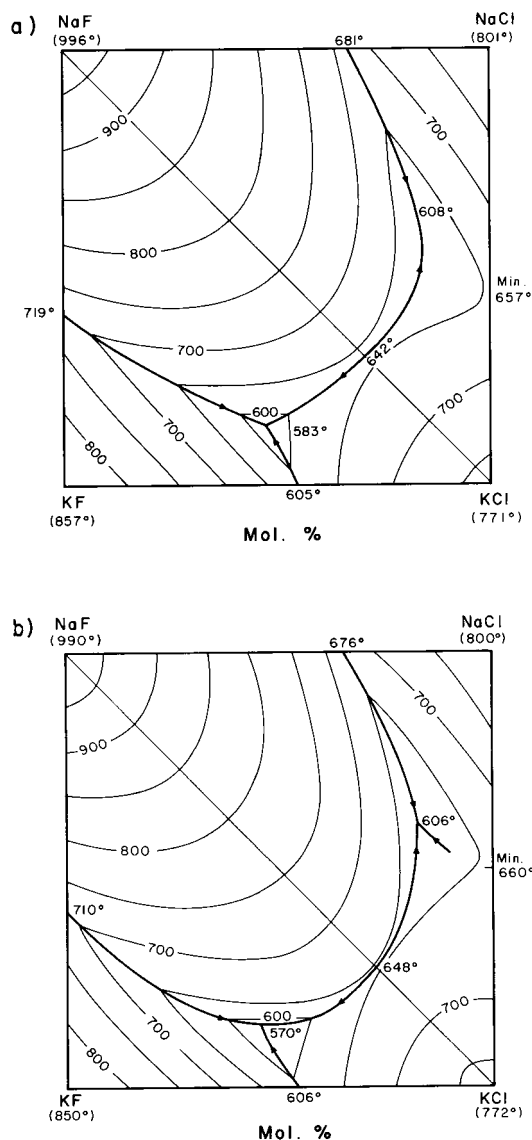 a)
NaF
(996°)
681°
NaCl
(801°)
900
700
800
608°
Min.
657°
719°
700
642°
600
583°
700
700
800
KF
(857°)
605°
KCl
(771°)
Mol. %
b)
NaF
(990°)
676°
NaCl
(800°)
700
900
606°
800
Min.
660°
710°
700
648°
600
570°
700
700
800
KF
(850°)
606°
KCl
(772°)
Mol. %